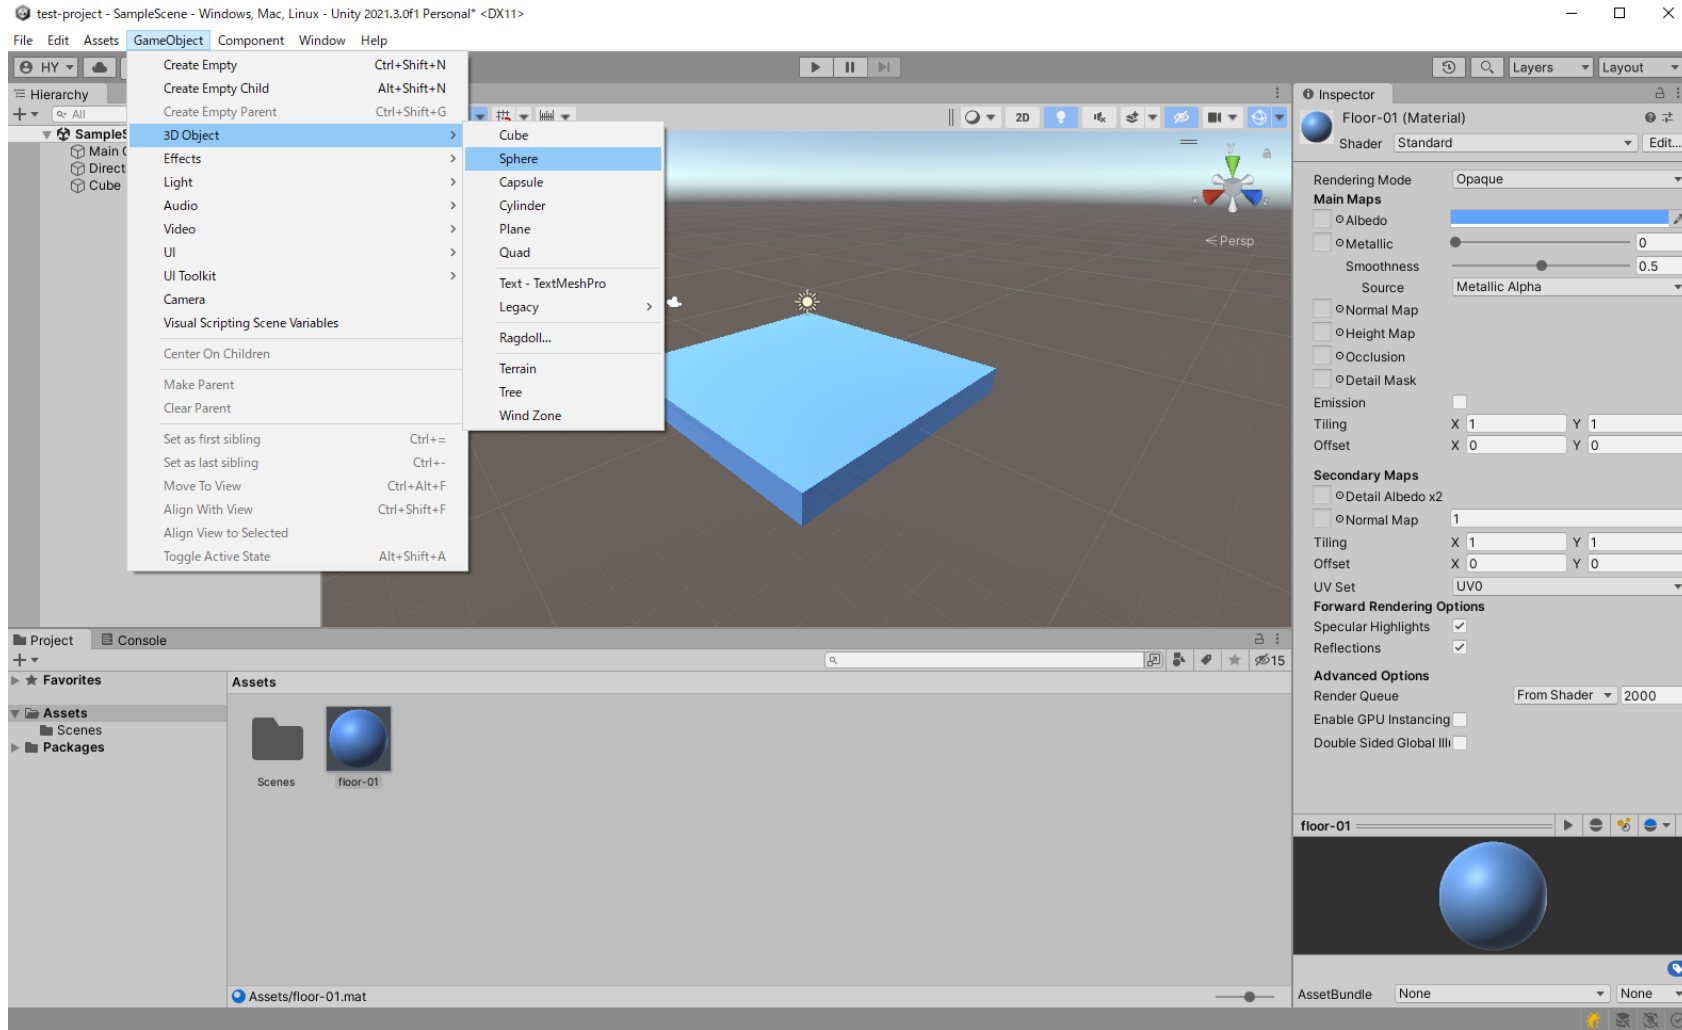 test-project - SampleScene - Windows, Mac, Linux - Unity 2021.3.0f1 Personal* <DX11>
File Edit Assets GameObject Component Window Help
HY
Layers
Layout
Hierarchy
All
SampleS
Main C
Direct
Cube
Create Empty Ctrl+Shift+N
Create Empty Child Alt+Shift+N
Create Empty Parent Ctrl+Shift+G
3D Object
Effects
Light
Audio
Video
UI
UI Toolkit
Camera
Visual Scripting Scene Variables
Center On Children
Make Parent
Clear Parent
Set as first sibling Ctrl+=
Set as last sibling Ctrl+-
Move To View Ctrl+Alt+F
Align With View Ctrl+Shift+F
Align View to Selected
Toggle Active State Alt+Shift+A
Cube
Sphere
Capsule
Cylinder
Plane
Quad
Text - TextMeshPro
Legacy
Ragdoll...
Terrain
Tree
Wind Zone
2D
y
x
z
Persp
Inspector
Floor-01 (Material)
Shader Standard Edit...
Rendering Mode Opaque
Main Maps
Albedo
Metallic 0
Smoothness 0.5
Source Metallic Alpha
Normal Map
Height Map
Occlusion
Detail Mask
Emission
Tiling X 1 Y 1
Offset X 0 Y 0
Secondary Maps
Detail Albedo x2
Normal Map 1
Tiling X 1 Y 1
Offset X 0 Y 0
UV Set UV0
Forward Rendering Options
Specular Highlights
Reflections
Advanced Options
Render Queue From Shader 2000
Enable GPU Instancing
Double Sided Global Ill
floor-01
AssetBundle None None
Project Console
15
Favorites
Assets
Scenes
Packages
Assets
Scenes
floor-01
Assets/floor-01.mat